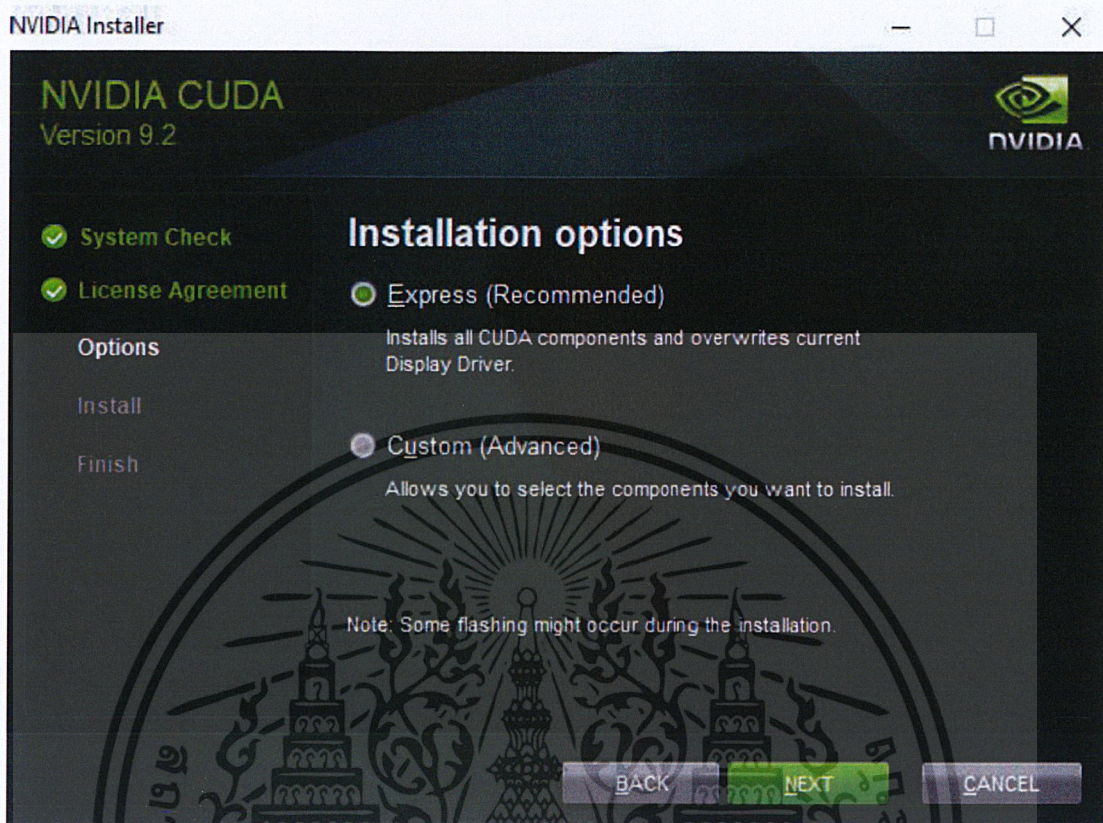 NVIDIA Installer
NVIDIA CUDA
Version 9.2
NVIDIA
System Check
License Agreement
Options
Install
Finish
Installation options
Express (Recommended)
Installs all CUDA components and overwrites current
Display Driver.
Custom (Advanced)
Allows you to select the components you want to install.
Note: Some flashing might occur during the installation.
BACK
NEXT
CANCEL